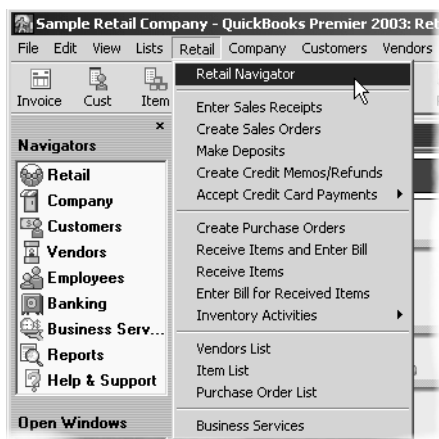 Sample Retail Company - QuickBooks Premier 2003: Ret
File Edit View Lists Retail Company Customers Vendors
Invoice Cust Item
Navigators
Retail
Company
Customers
Vendors
Employees
Banking
Business Serv...
Reports
Help & Support
Open Windows
Retail Navigator
Enter Sales Receipts
Create Sales Orders
Make Deposits
Create Credit Memos/Refunds
Accept Credit Card Payments
Create Purchase Orders
Receive Items and Enter Bill
Receive Items
Enter Bill for Received Items
Inventory Activities
Vendors List
Item List
Purchase Order List
Business Services